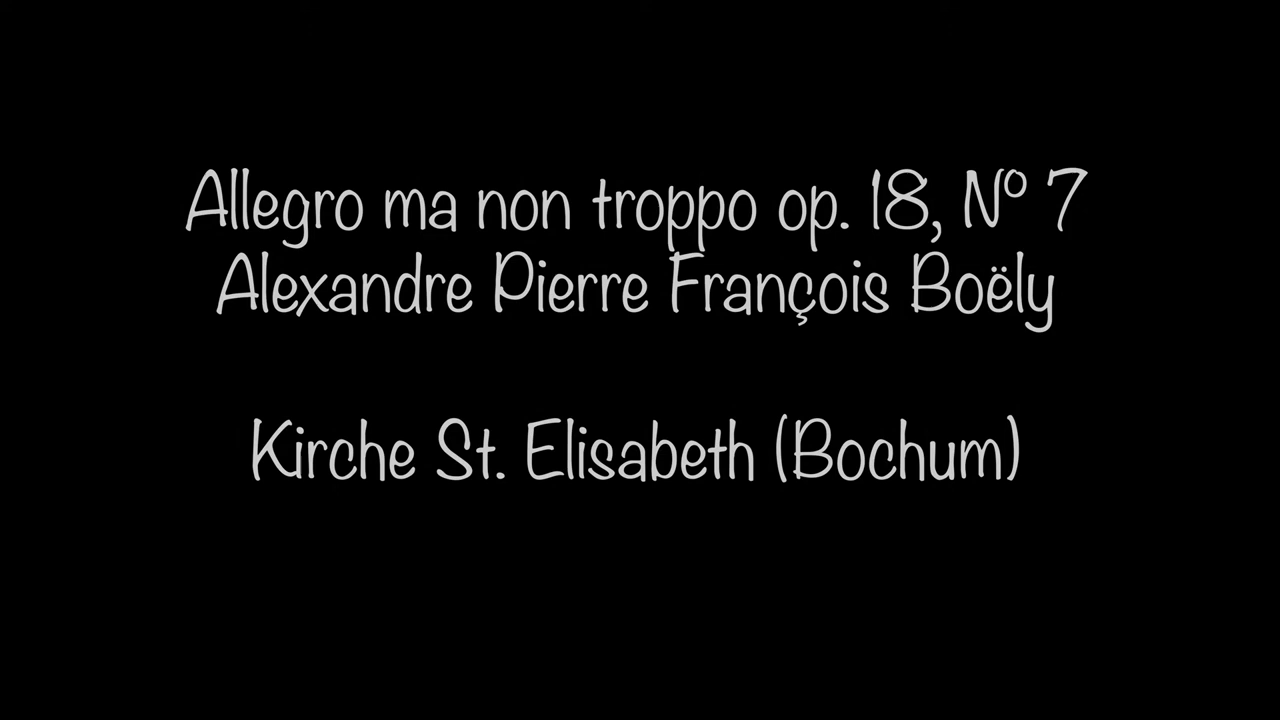 Allegro ma non troppo op. 18, Nº 7
Alexandre Pierre François Boëly
Kirche St. Elisabeth (Bochum)